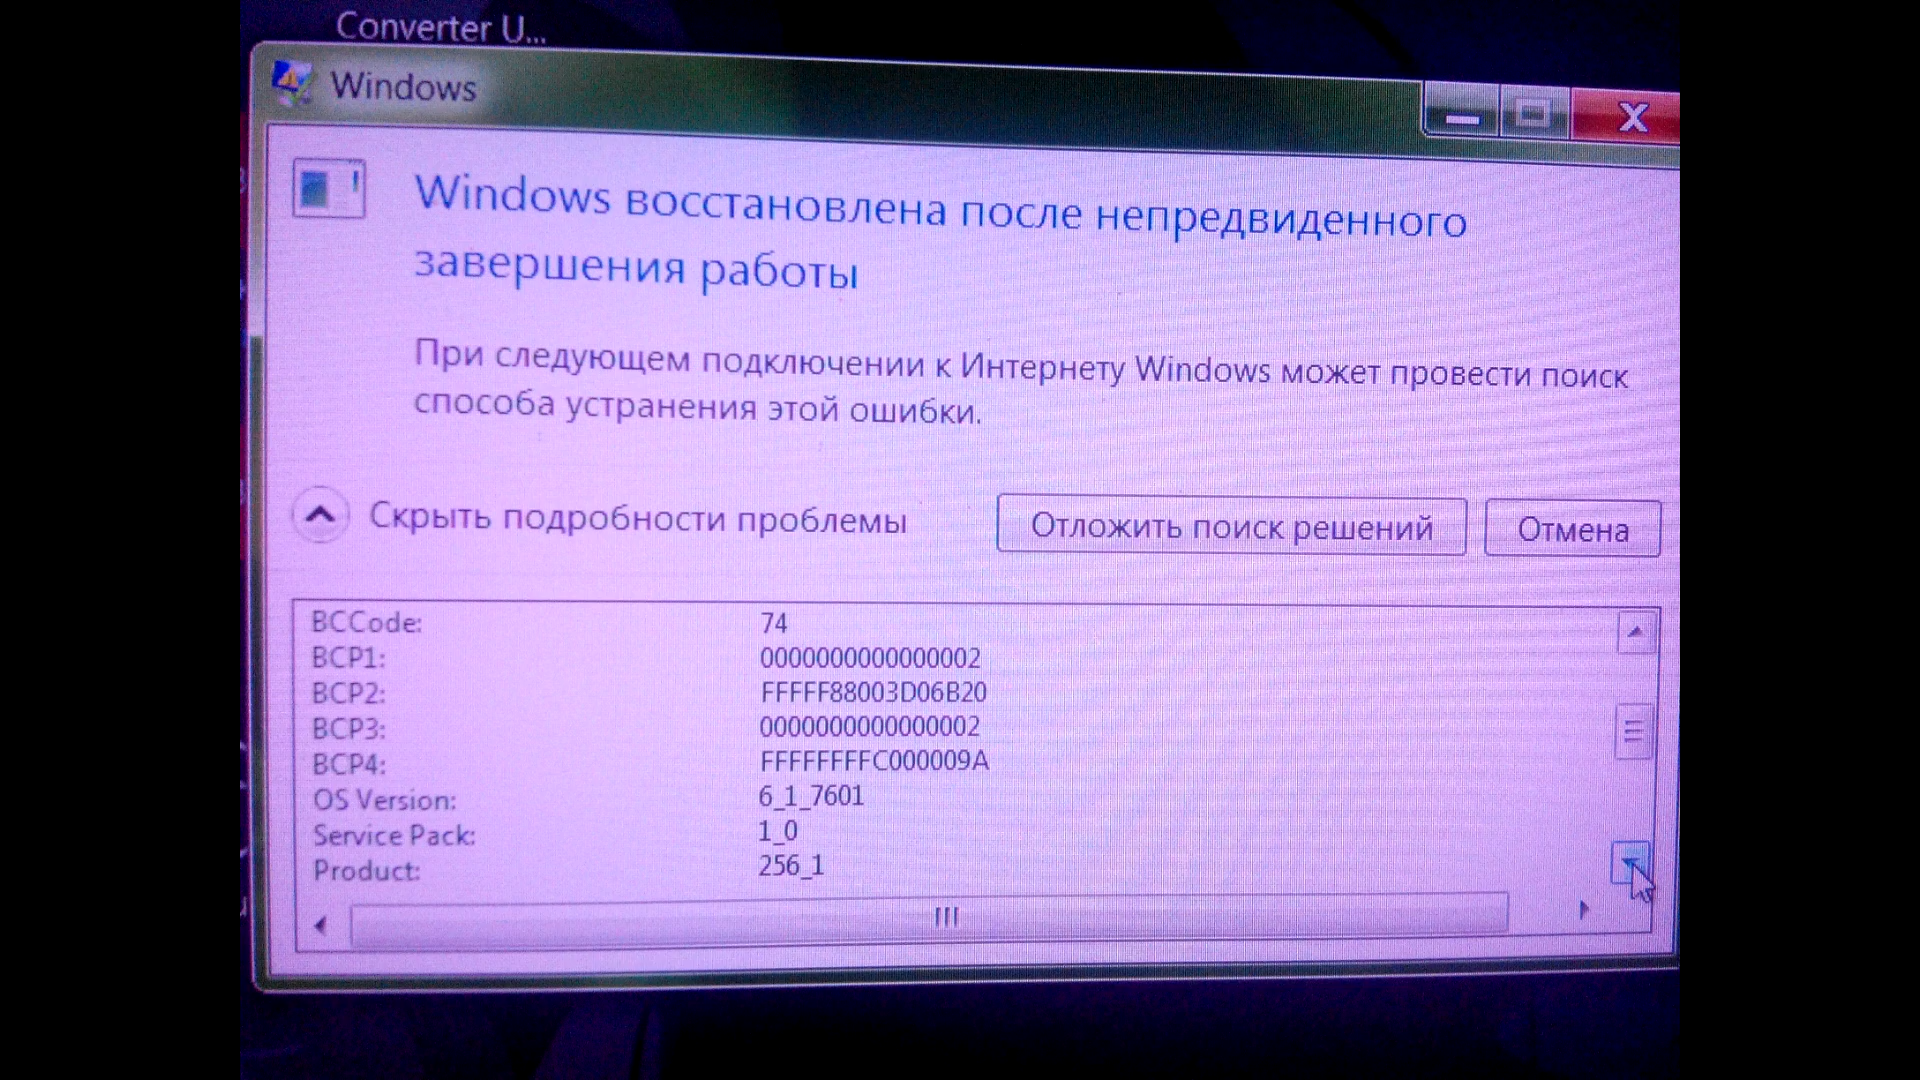 Converter U...
Windows
Windows восстановлена после непредвиденного
завершения работы
При следующем подключении к Интернету Windows может провести поиск
способа устранения этой ошибки.
Скрыть подробности проблемы
Отложить поиск решений
Отмена
BCCode: 74
BCP1: 0000000000000002
BCP2: FFFFF88003D06B20
BCP3: 0000000000000002
BCP4: FFFFFFFFC000009A
OS Version: 6_1_7601
Service Pack: 1_0
Product: 256_1